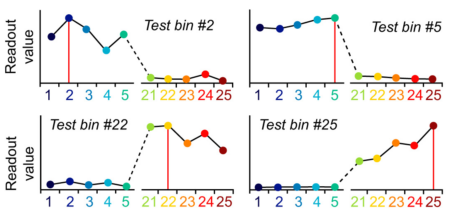 Readout value
Test bin #2
1 2 3 4 5 21 22 23 24 25
Test bin #5
1 2 3 4 5 21 22 23 24 25
Readout value
Test bin #22
1 2 3 4 5 21 22 23 24 25
Test bin #25
1 2 3 4 5 21 22 23 24 25